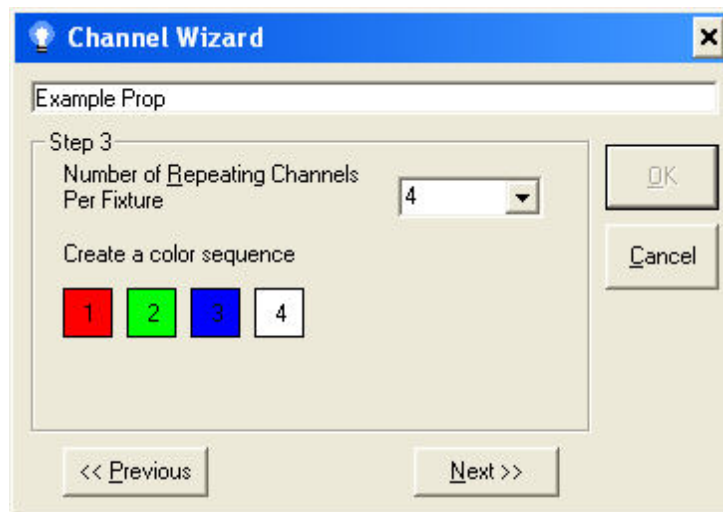 Channel Wizard
Example Prop
Step 3
Number of Repeating Channels
Per Fixture
4
OK
Create a color sequence
Cancel
1 2 3 4
<< Previous
Next >>